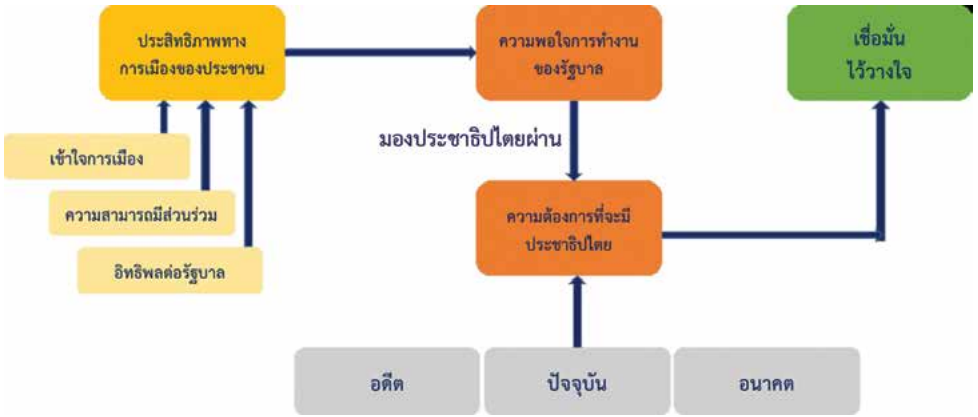 ประสิทธิภาพทาง
การเมืองของประชาชน
ความพอใจการทำงาน
ของรัฐบาล
เชื่อมั่น
ไว้วางใจ
มองประชาธิปไตยผ่าน
เข้าใจการเมือง
ความสามารถมีส่วนร่วม
อิทธิพลต่อรัฐบาล
ความต้องการที่จะมี
ประชาธิปไตย
อดีต
ปัจจุบัน
อนาคต